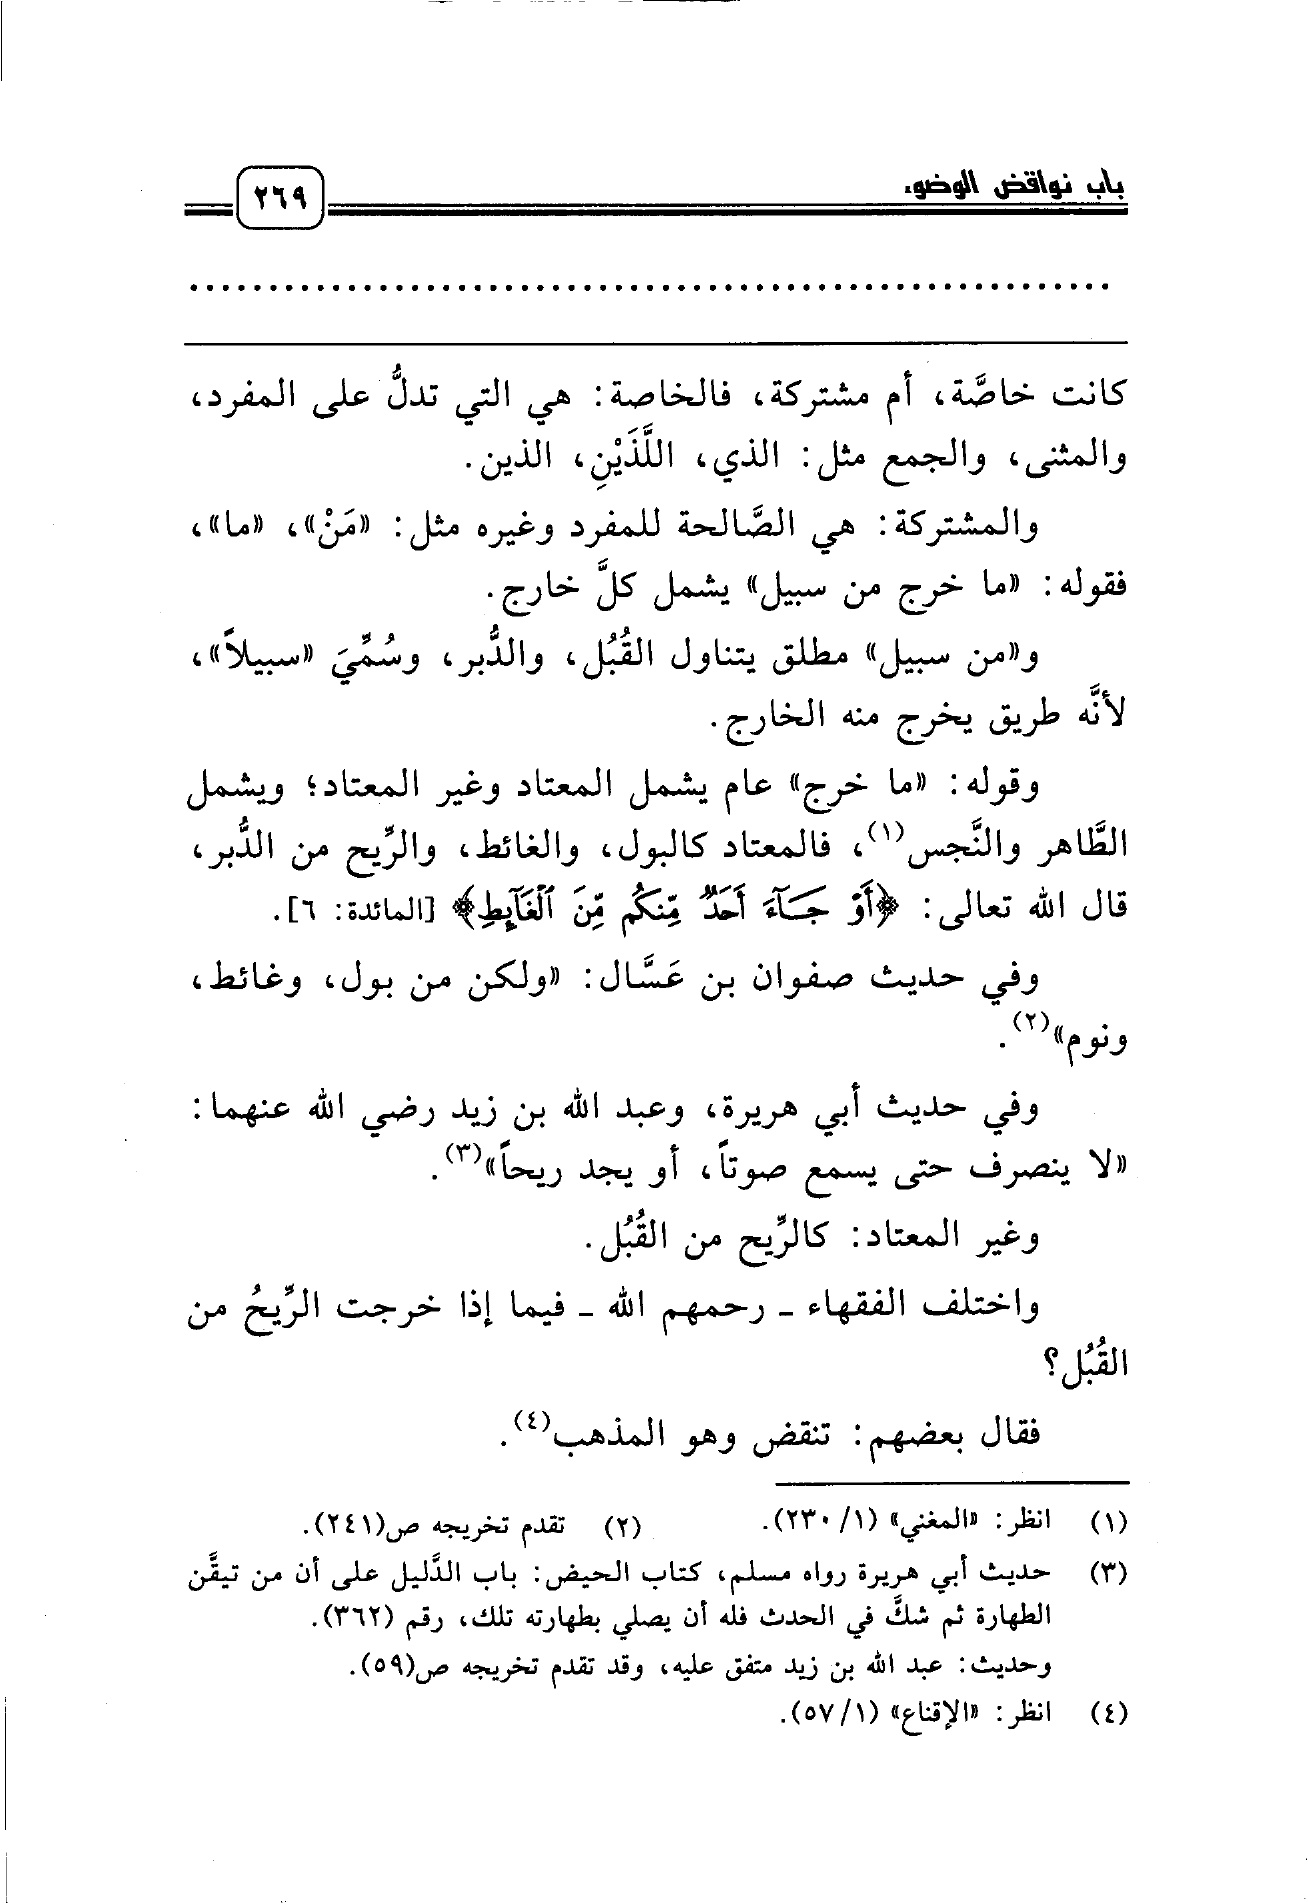 باب نواقض الوضوء
٢٦٩
كانت خاصَّة، أم مشتركة، فالخاصة: هي التي تدلُّ على المفرد،
والمثنى، والجمع مثل: الذي، اللَّذَيْنِ، الذين.
والمشتركة: هي الصَّالحة للمفرد وغيره مثل: «مَنْ»، «ما»،
فقوله: «ما خرج من سبيل» يشمل كلَّ خارج.
و«من سبيل» مطلق يتناول القُبُل، والدُّبر، وسُمِّيَ «سبيلاً»،
لأنَّه طريق يخرج منه الخارج.
وقوله: «ما خرج» عام يشمل المعتاد وغير المعتاد؛ ويشمل
الطَّاهر والنَّجس(١)، فالمعتاد كالبول، والغائط، والرِّيح من الدُّبر،
قال الله تعالى: ﴿أَوْ جَآءَ أَحَدٌ مِّنكُم مِّنَ ٱلْغَآئِطِ﴾ [المائدة: ٦].
وفي حديث صفوان بن عَسَّال: «ولكن من بول، وغائط،
ونوم»(٢).
وفي حديث أبي هريرة، وعبد الله بن زيد رضي الله عنهما:
«لا ينصرف حتى يسمع صوتاً، أو يجد ريحاً»(٣).
وغير المعتاد: كالرِّيح من القُبُل.
واختلف الفقهاء ـ رحمهم الله ـ فيما إذا خرجت الرِّيحُ من
القُبُل؟
فقال بعضهم: تنقض وهو المذهب(٤).
(١) انظر: «المغني» (١/ ٢٣٠). (٢) تقدم تخريجه ص(٢٤١).
(٣) حديث أبي هريرة رواه مسلم، كتاب الحيض: باب الدَّليل على أن من تيقَّن
الطهارة ثم شكَّ في الحدث فله أن يصلي بطهارته تلك، رقم (٣٦٢).
وحديث: عبد الله بن زيد متفق عليه، وقد تقدم تخريجه ص(٥٩).
(٤) انظر: «الإقناع» (١/ ٥٧).